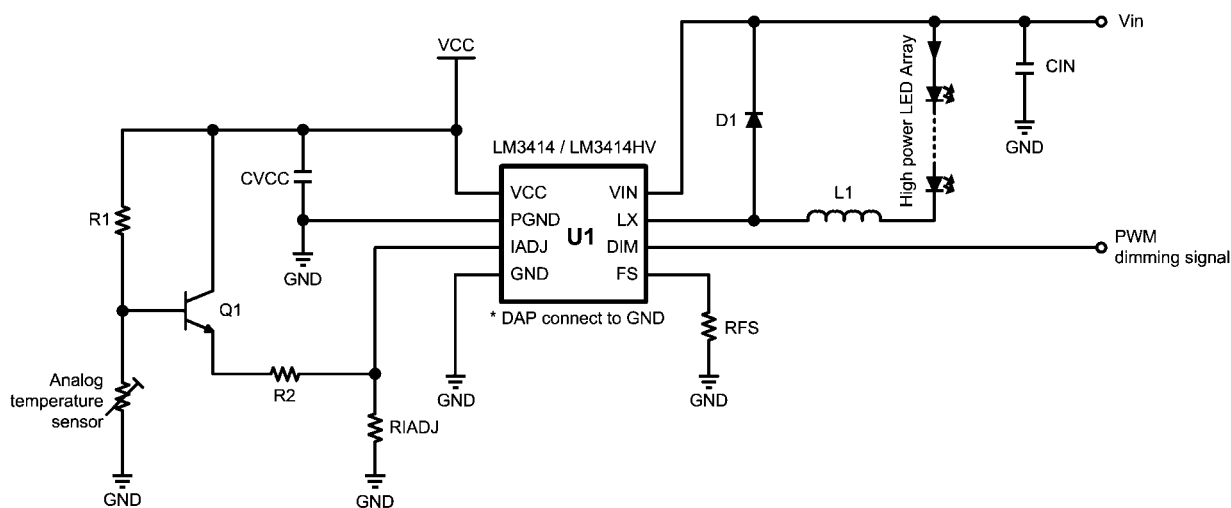 VCC
Vin
High power LED Array
CIN
GND
D1
LM3414 / LM3414HV
CVCC
VCC
VIN
R1
PGND
LX
L1
U1
IADJ
DIM
PWM
dimming signal
GND
GND
FS
Q1
* DAP connect to GND
RFS
Analog
temperature
sensor
R2
GND
GND
RIADJ
GND
GND